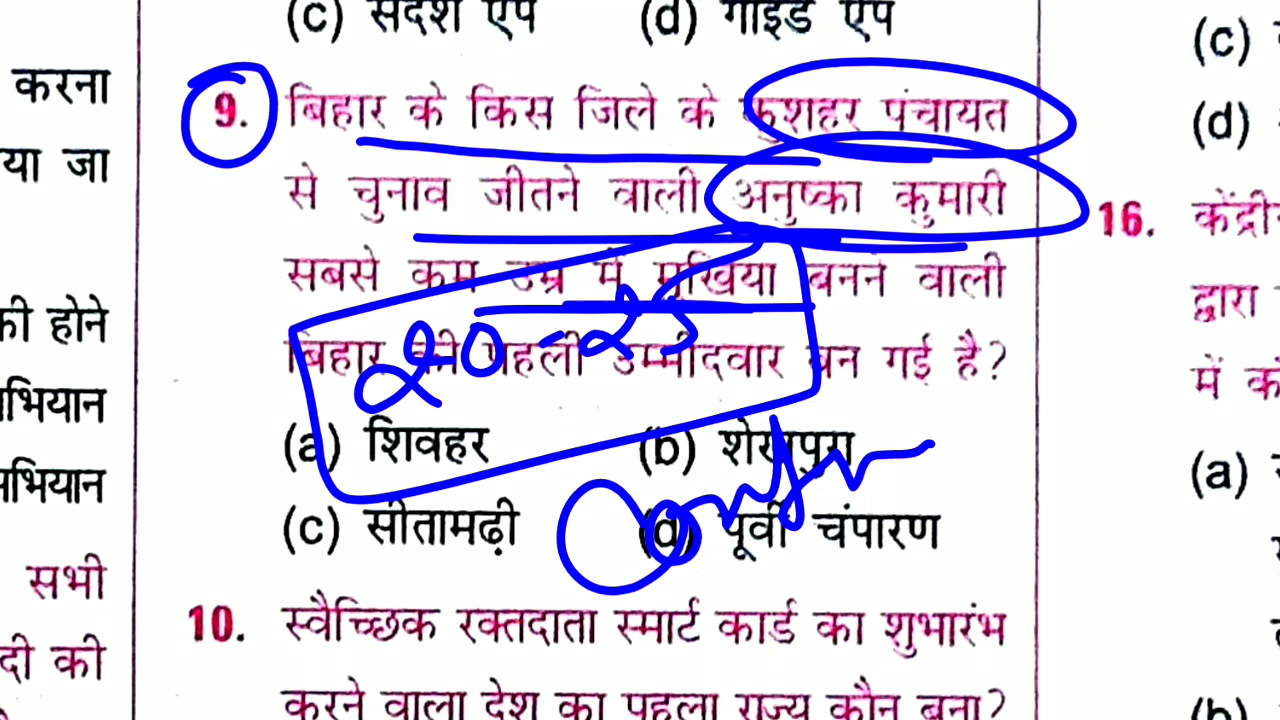 (c) संदेश एप (d) गाइड एप
9. बिहार के किस जिले के कुशहर पंचायत
से चुनाव जीतने वाली अनुष्का कुमारी
सबसे कम उम्र में मुखिया बनने वाली
बिहार की पहली उम्मीदवार बन गई है?
20-25
(a) शिवहर (b) शेखपुरा
(c) सीतामढ़ी (d) पूर्वी चंपारण
10. स्वैच्छिक रक्तदाता स्मार्ट कार्ड का शुभारंभ
करने वाला देश का पहला राज्य कौन बना?
करना
या जा
की होने
सभी
दी की
(c)
(d)
16.
द्वारा
में
(a)
(b)